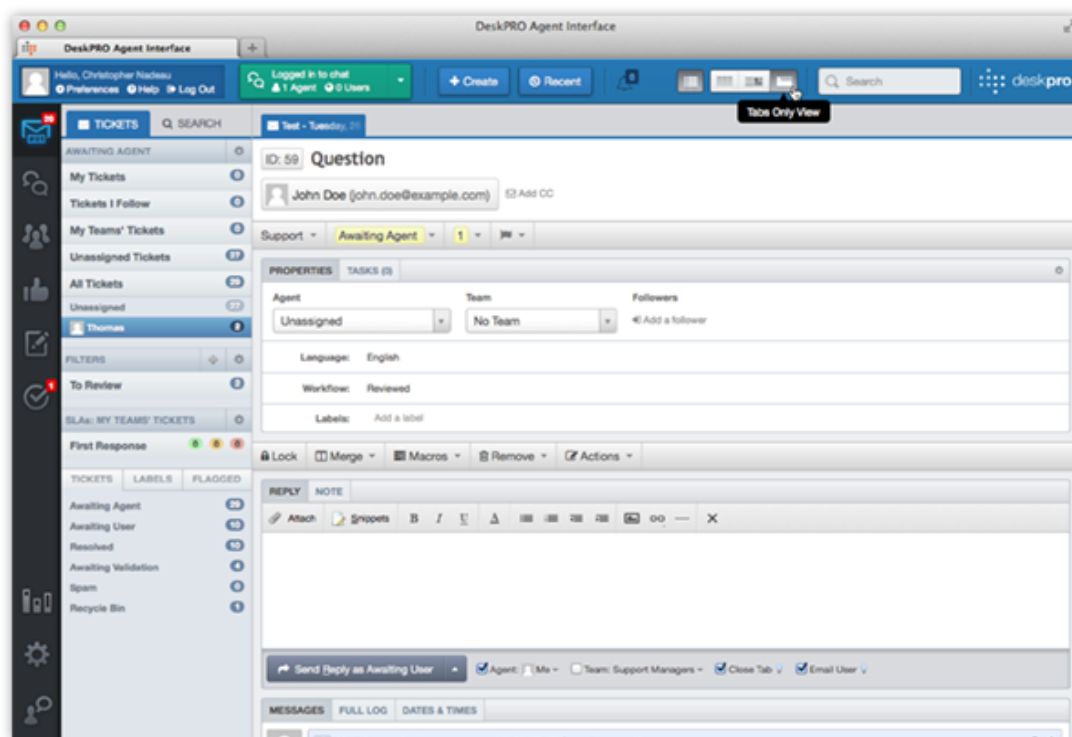 DeskPRO Agent Interface
DeskPRO Agent Interface
Hello, Christopher Nadeau
Preferences Help Log Out
Logged in to chat
1 Agent 0 Users
+ Create
Recent
Search
deskpro
Tabs Only View
TICKETS
SEARCH
AWAITING AGENT
My Tickets
Tickets I Follow
My Teams' Tickets
Unassigned Tickets
All Tickets
Unassigned
Thomas
FILTERS
To Review
SLAs: MY TEAMS' TICKETS
First Response
TICKETS LABELS FLAGGED
Awaiting Agent
Awaiting User
Resolved
Awaiting Validation
Spam
Recycle Bin
Test - Tuesday,
ID: 59 Question
John Doe (john.doe@example.com) Add CC
Support Awaiting Agent 1
PROPERTIES TASKS (0)
Agent Team Followers
Unassigned No Team Add a follower
Language: English
Workflow: Reviewed
Labels: Add a label
Lock Merge Macros Remove Actions
REPLY NOTE
Attach Snippets B I U A
Send Reply as Awaiting User Agent: Me Team: Support Managers Close Tab Email User
MESSAGES FULL LOG DATES & TIMES